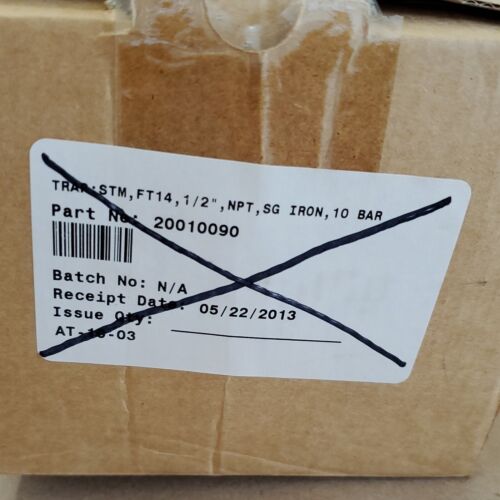 TRAP:STM,FT14,1/2",NPT,SG IRON,10 BAR
Part No: 20010090
Batch No: N/A
Receipt Date: 05/22/2013
Issue Qty:
AT-10-03